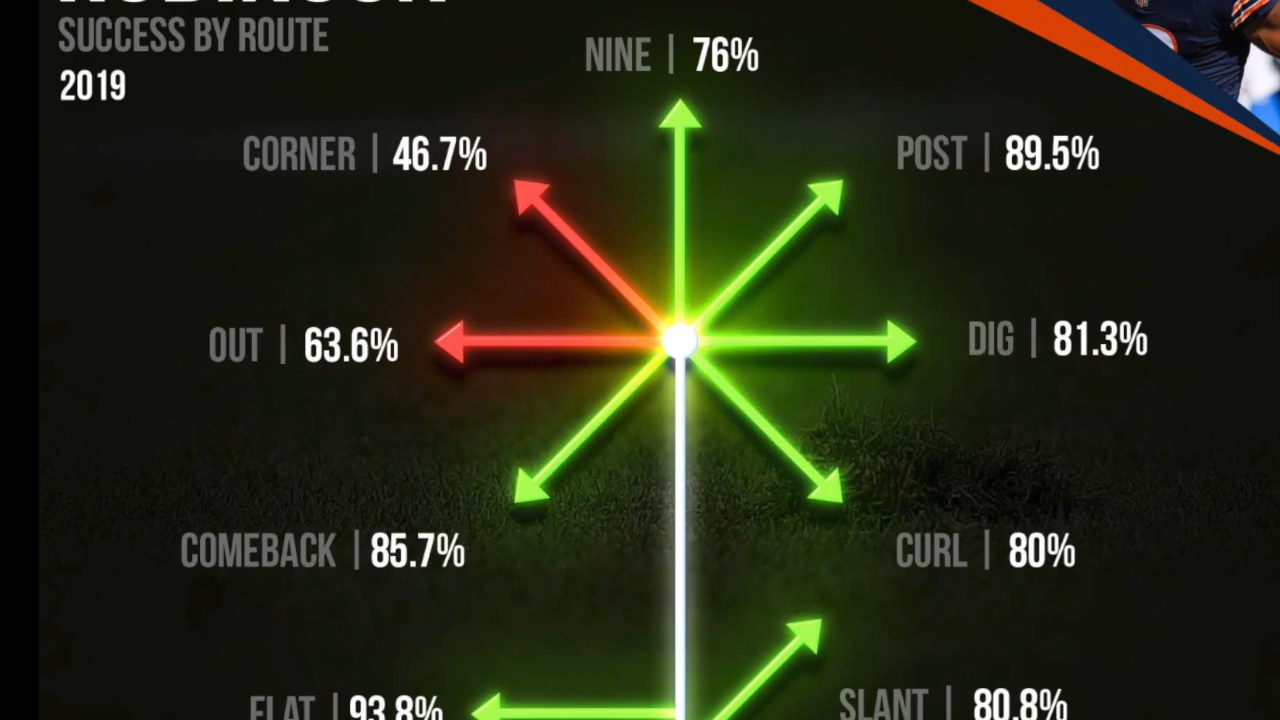 ROBINSON
SUCCESS BY ROUTE
2019
NINE | 76%
CORNER | 46.7%
POST | 89.5%
OUT | 63.6%
DIG | 81.3%
COMEBACK | 85.7%
CURL | 80%
FLAT | 93.8%
SLANT | 80.8%